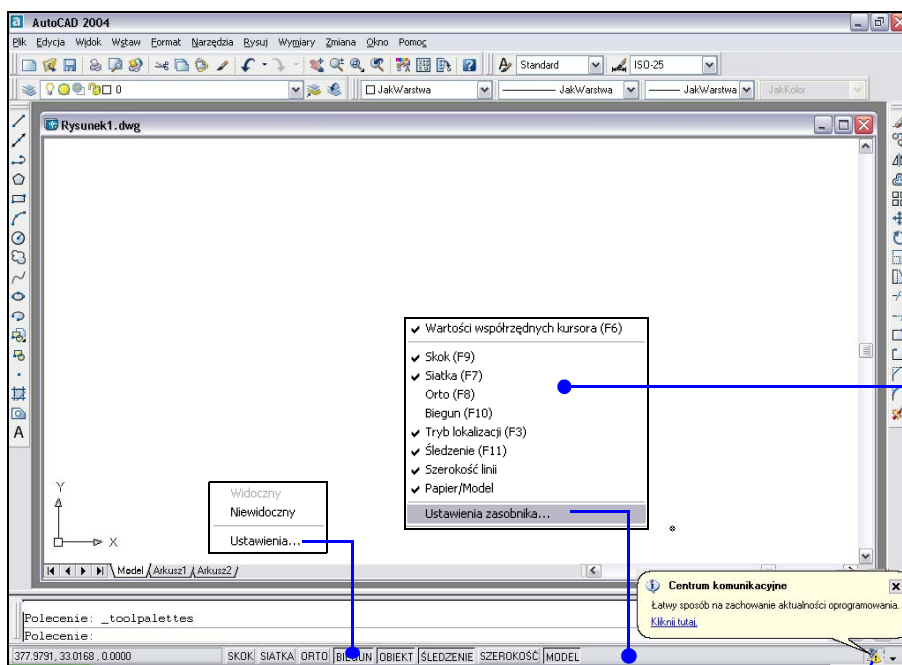 AutoCAD 2004
Plik Edycja Widok Wstaw Format Narzędzia Rysuj Wymiary Zmiana Okno Pomoc
Standard ISO-25
0 JakWarstwa JakWarstwa JakWarstwa JakKolor
Rysunek1.dwg
Wartości współrzędnych kursora (F6)
Skok (F9)
Siatka (F7)
Orto (F8)
Biegun (F10)
Tryb lokalizacji (F3)
Śledzenie (F11)
Szerokość linii
Papier/Model
Ustawienia zasobnika...
Widoczny
Niewidoczny
Ustawienia...
Y
X
Model Arkusz1 Arkusz2
Centrum komunikacyjne
Łatwy sposób na zachowanie aktualności oprogramowania.
Kliknij tutaj.
Polecenie: _toolpalettes
Polecenie:
377.9791, 33.0168 , 0.0000 SKOK SIATKA ORTO BIEGUN OBIEKT ŚLEDZENIE SZEROKOŚĆ MODEL